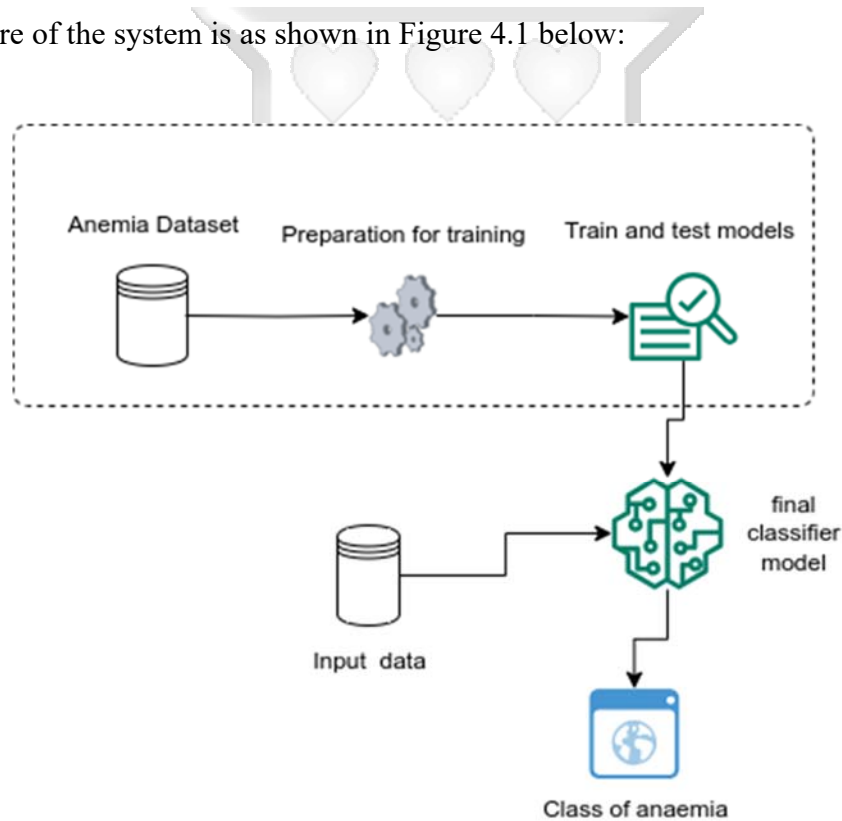 re of the system is as shown in Figure 4.1 below:
Anemia Dataset
Preparation for training
Train and test models
final
classifier
model
Input data
Class of anaemia